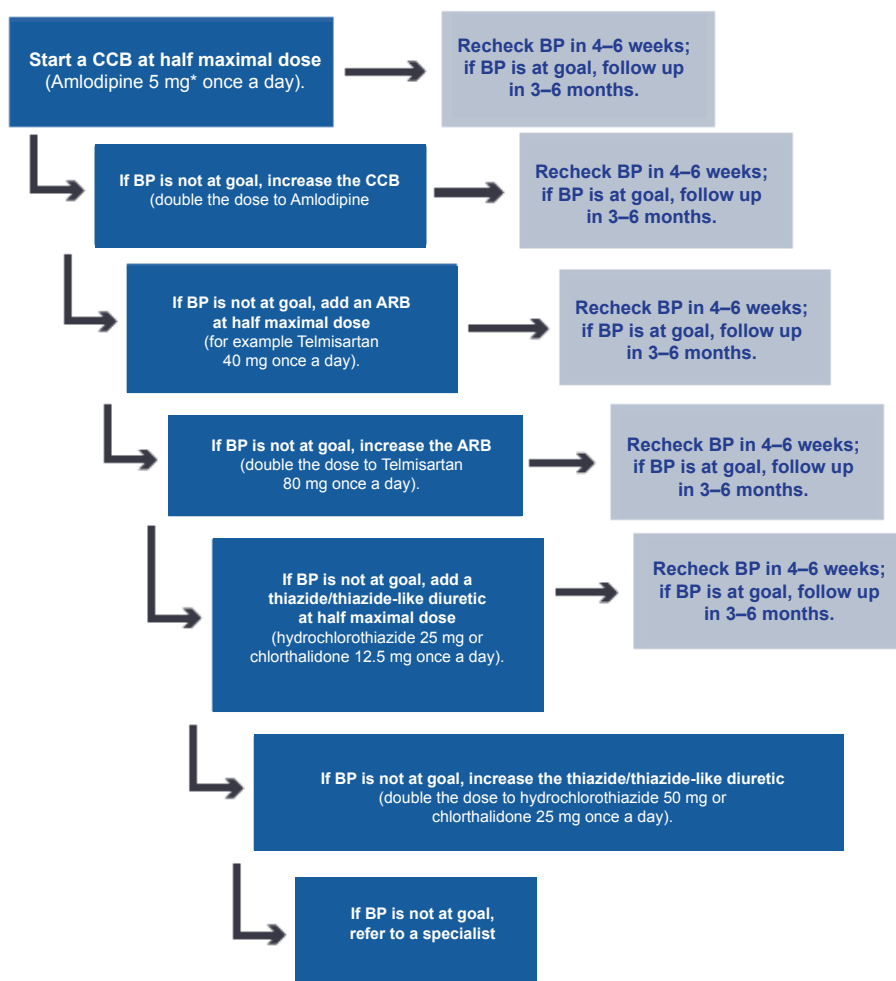 Start a CCB at half maximal dose
(Amlodipine 5 mg* once a day).
Recheck BP in 4–6 weeks;
if BP is at goal, follow up
in 3–6 months.
If BP is not at goal, increase the CCB
(double the dose to Amlodipine
Recheck BP in 4–6 weeks;
if BP is at goal, follow up
in 3–6 months.
If BP is not at goal, add an ARB
at half maximal dose
(for example Telmisartan
40 mg once a day).
Recheck BP in 4–6 weeks;
if BP is at goal, follow up
in 3–6 months.
If BP is not at goal, increase the ARB
(double the dose to Telmisartan
80 mg once a day).
Recheck BP in 4–6 weeks;
if BP is at goal, follow up
in 3–6 months.
If BP is not at goal, add a
thiazide/thiazide-like diuretic
at half maximal dose
(hydrochlorothiazide 25 mg or
chlorthalidone 12.5 mg once a day).
Recheck BP in 4–6 weeks;
if BP is at goal, follow up
in 3–6 months.
If BP is not at goal, increase the thiazide/thiazide-like diuretic
(double the dose to hydrochlorothiazide 50 mg or
chlorthalidone 25 mg once a day).
If BP is not at goal,
refer to a specialist